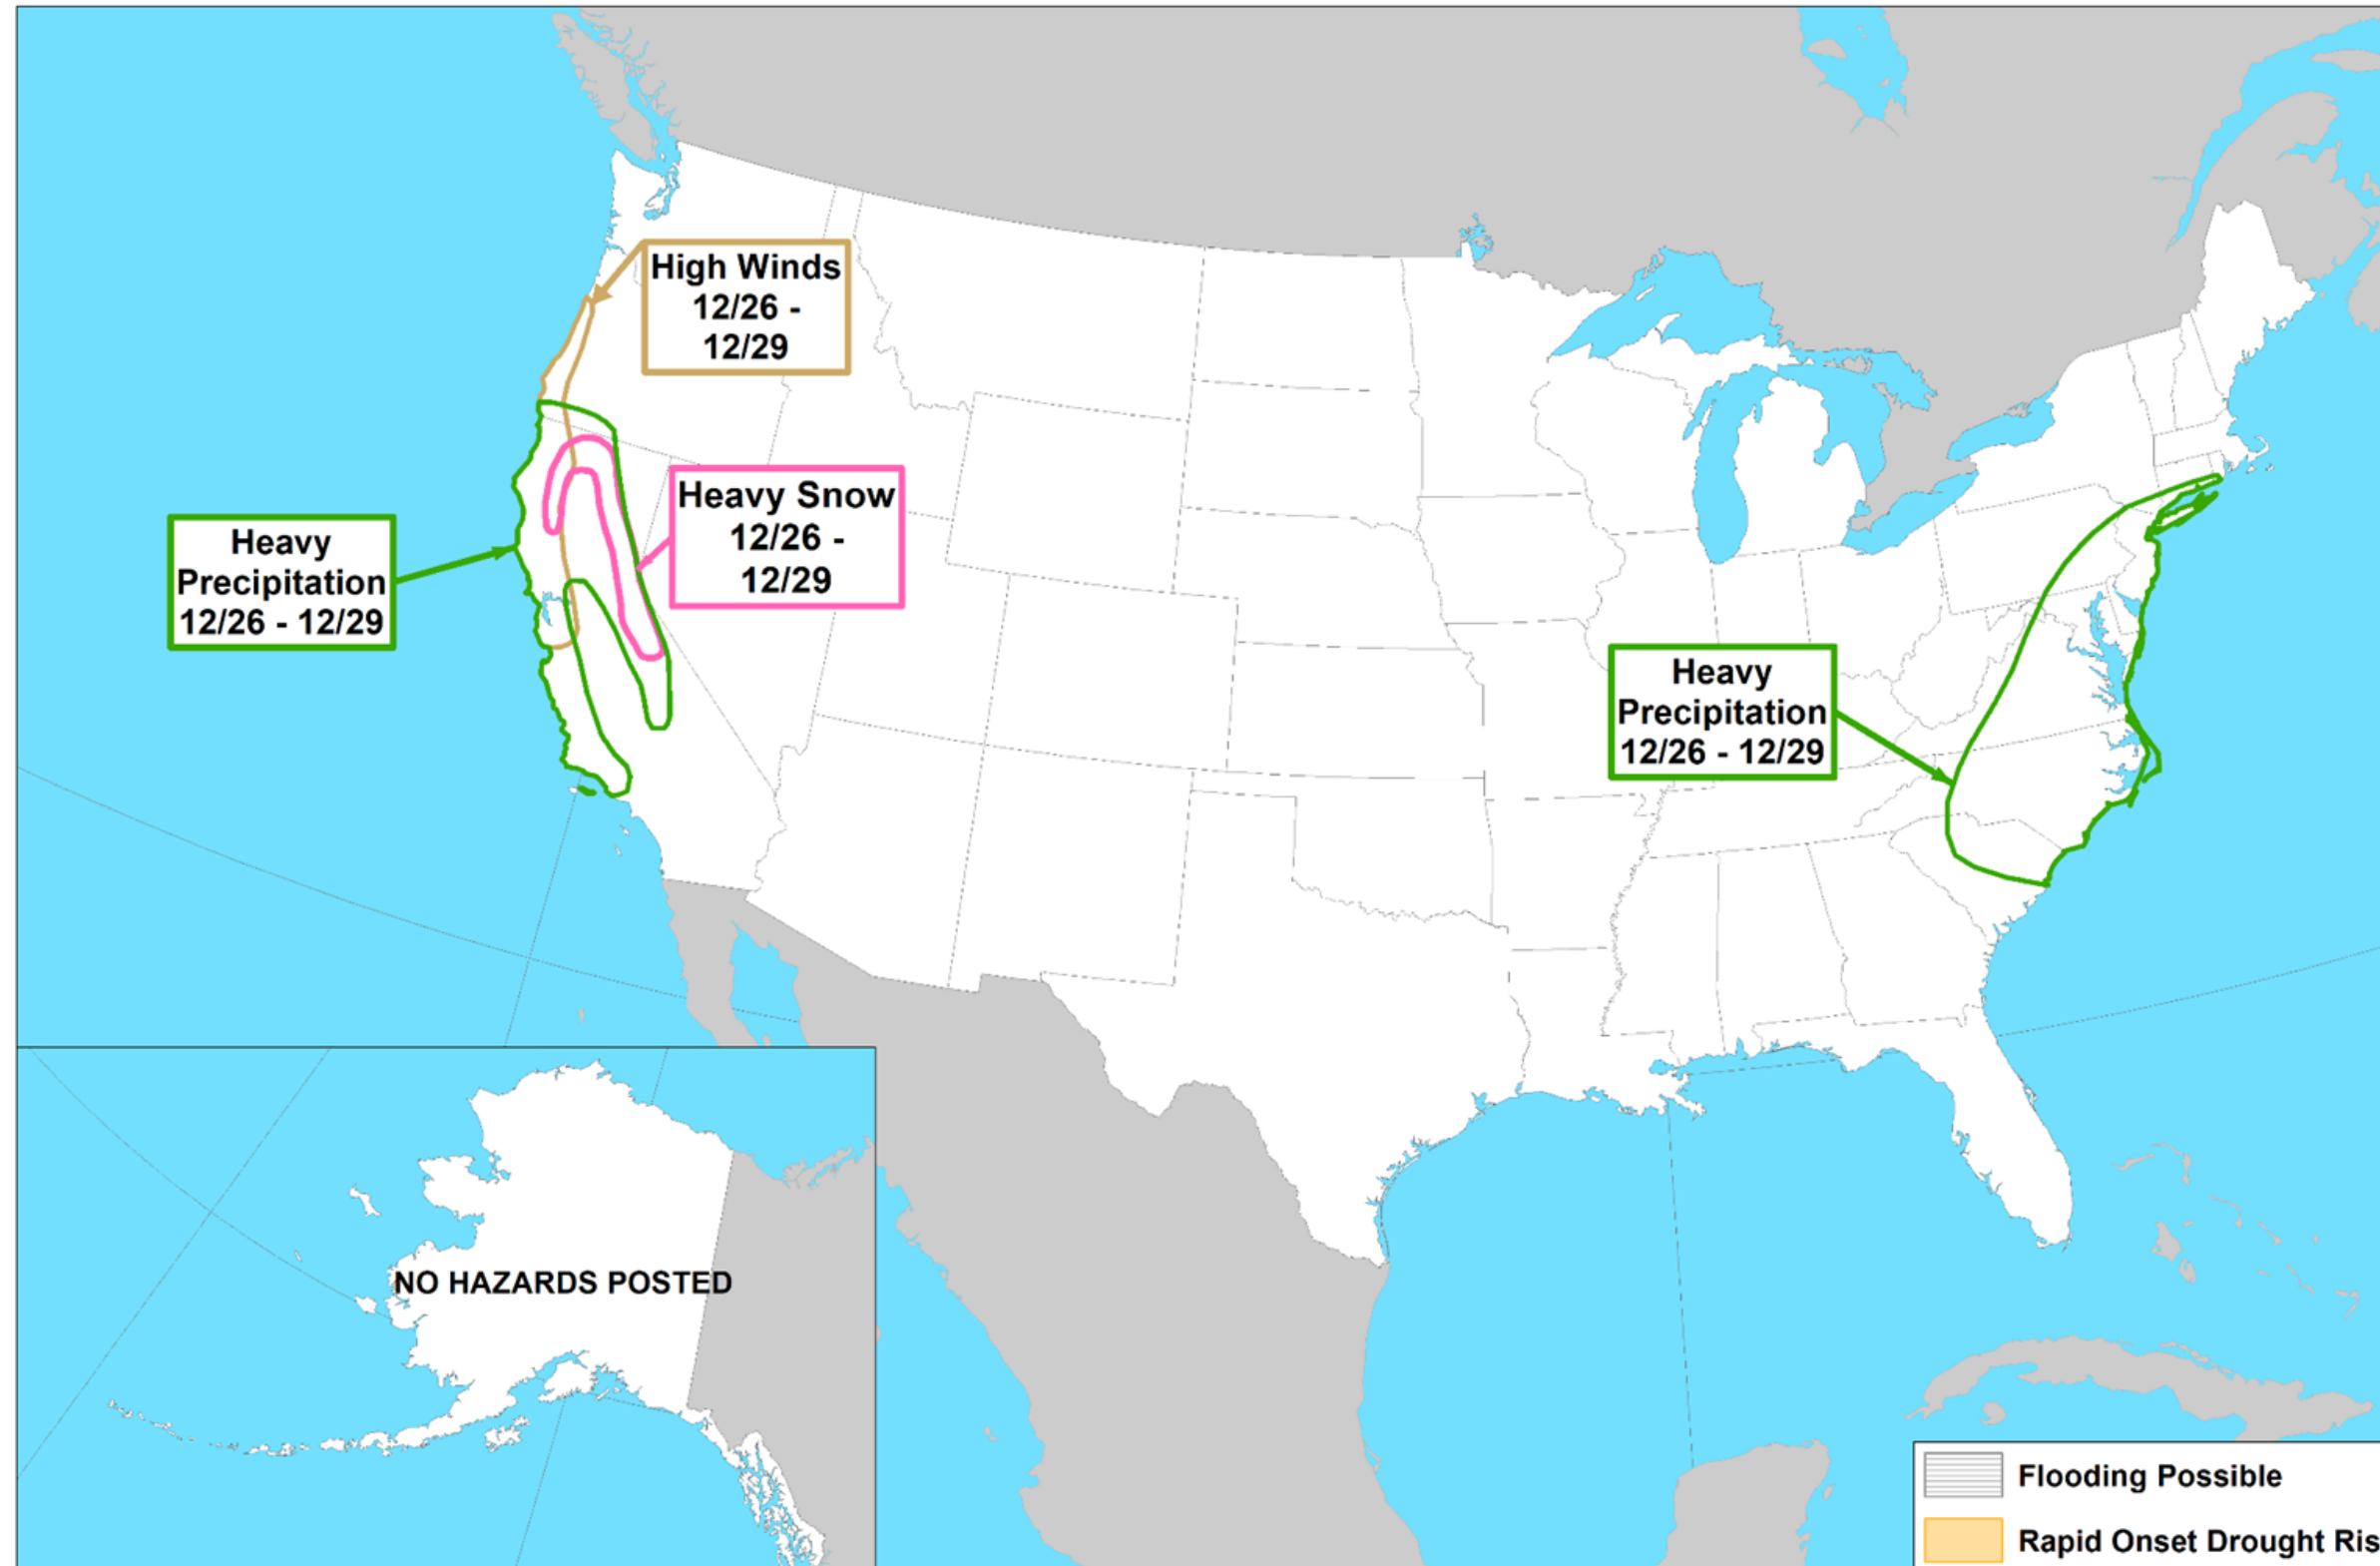 High Winds
12/26 -
12/29
Heavy Snow
12/26 -
12/29
Heavy
Precipitation
12/26 - 12/29
Heavy
Precipitation
12/26 - 12/29
NO HAZARDS POSTED
Flooding Possible
Rapid Onset Drought Ris